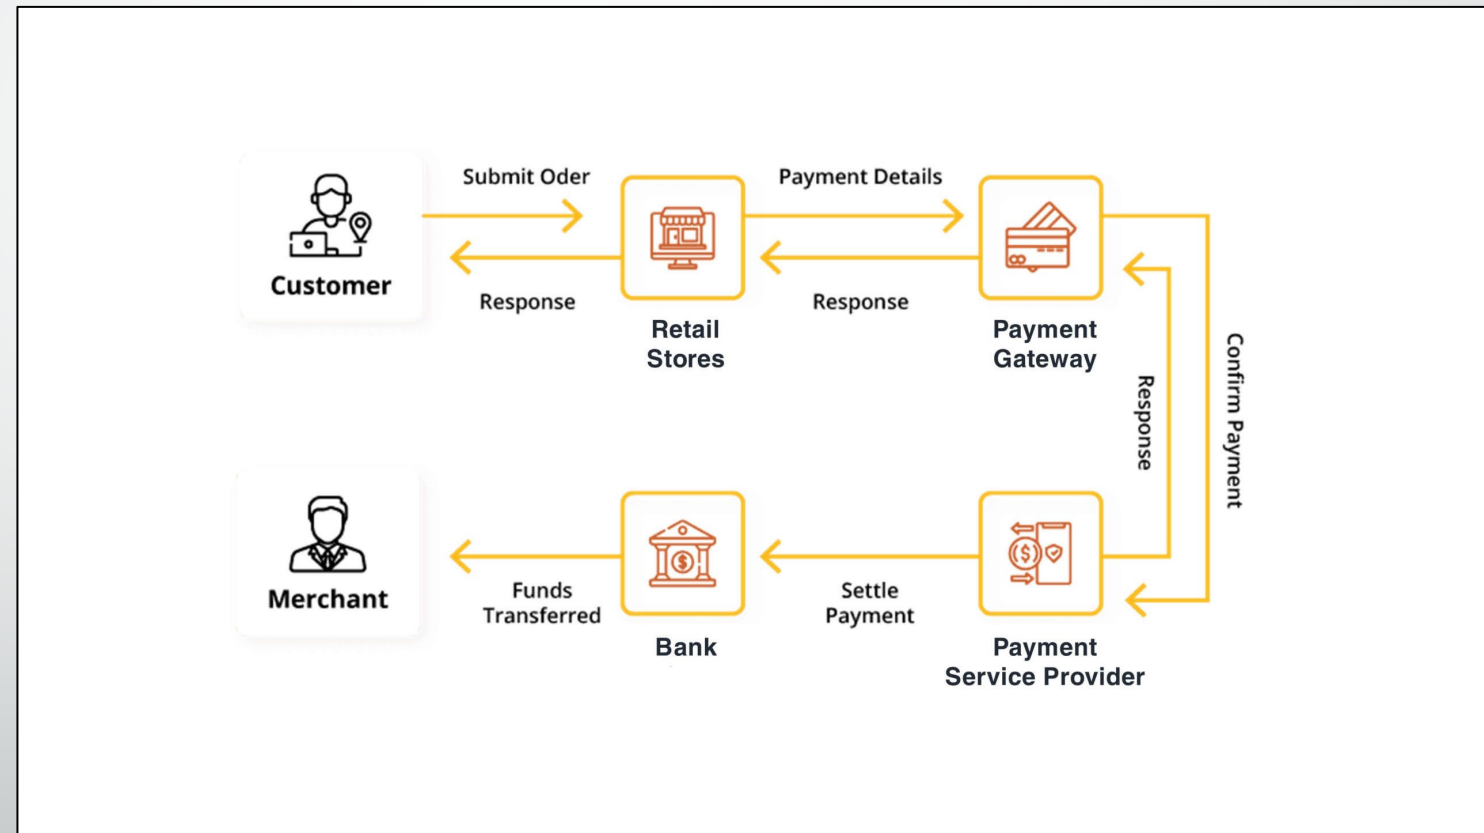 Submit Oder
Payment Details
Customer
Response
Response
Retail
Stores
Payment
Gateway
Response
Confirm Payment
Merchant
Funds
Transferred
Settle
Payment
Bank
Payment
Service Provider